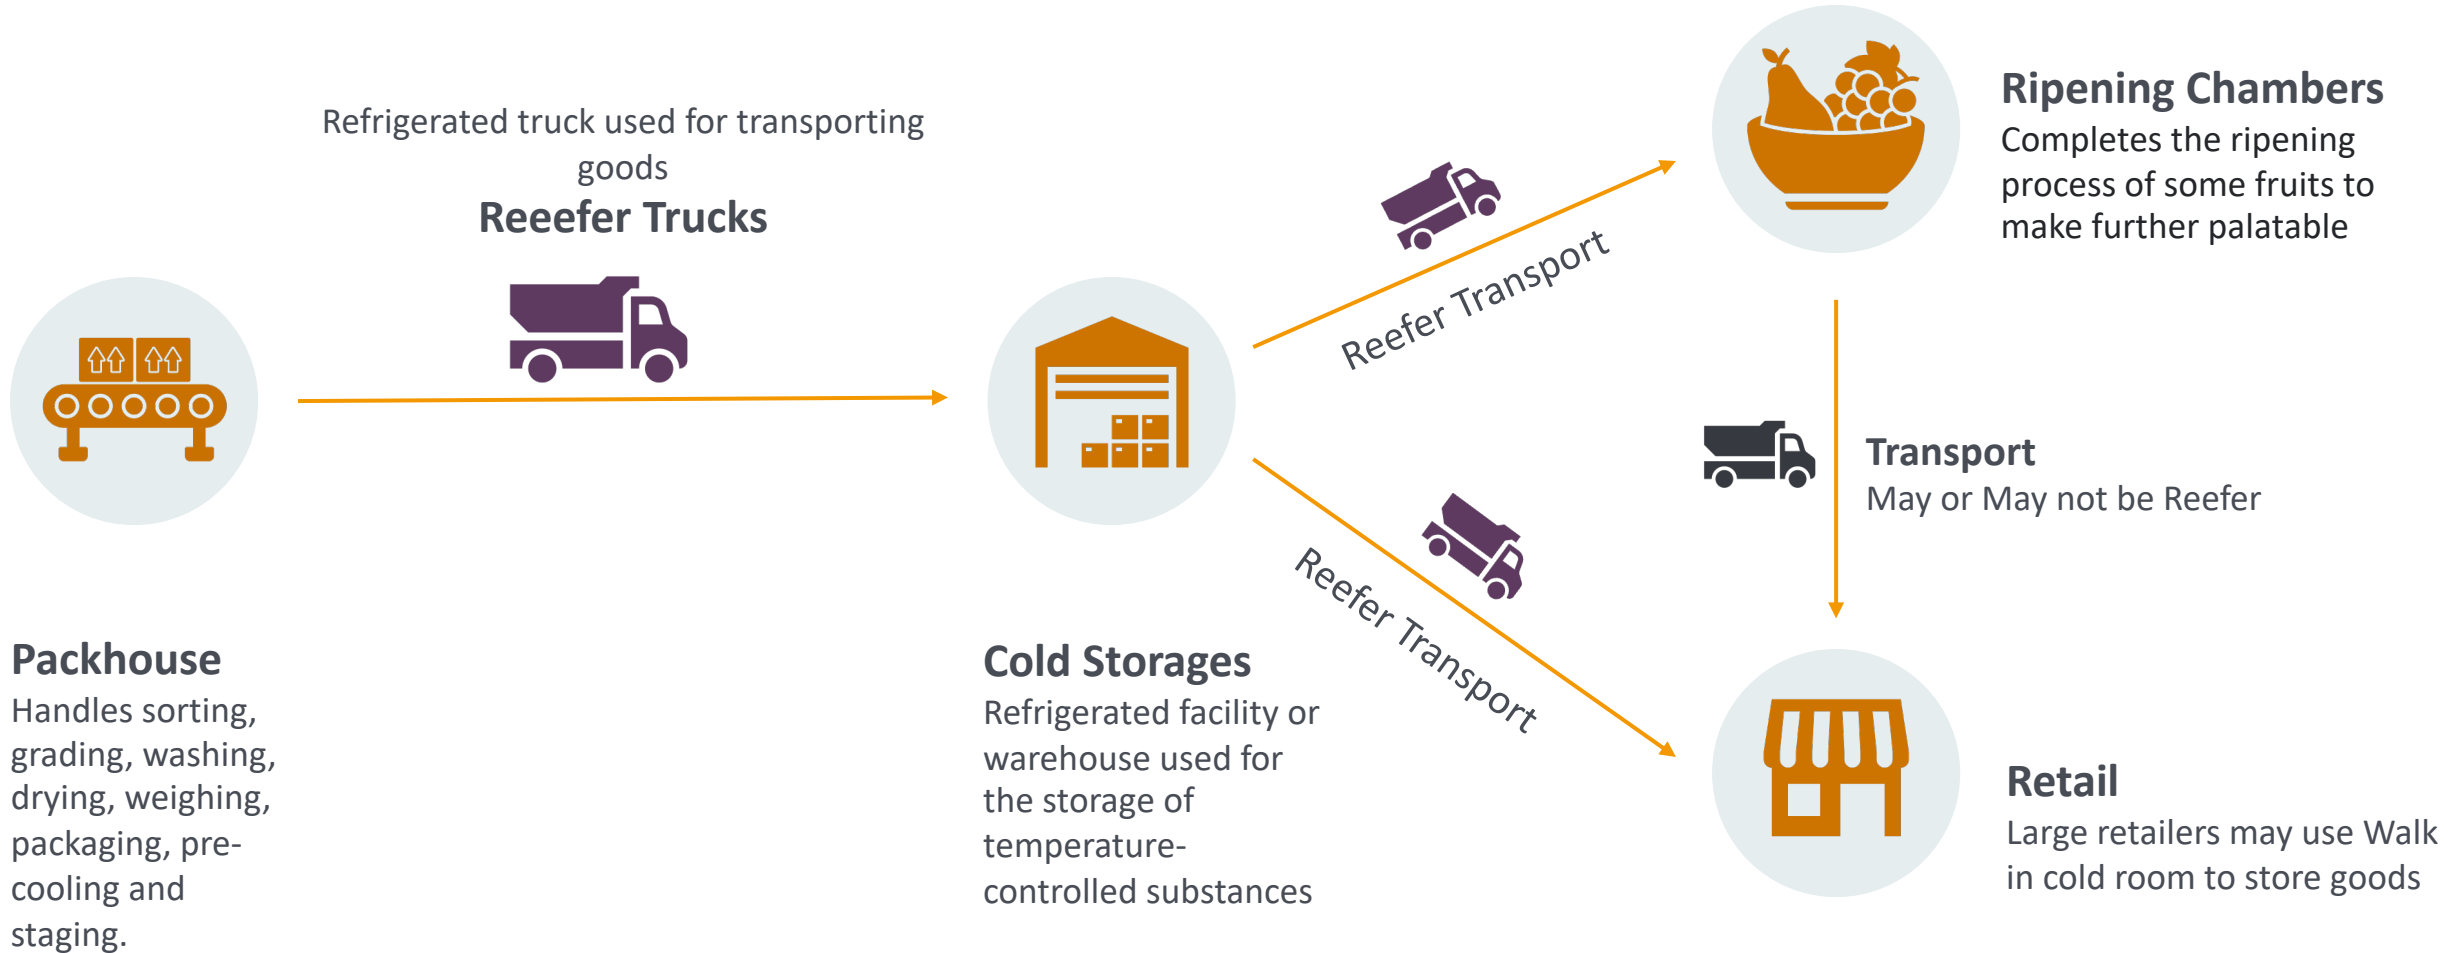 Refrigerated truck used for transporting
goods
Reeefer Trucks
Packhouse
Handles sorting,
grading, washing,
drying, weighing,
packaging, pre-
cooling and
staging.
Cold Storages
Refrigerated facility or
warehouse used for
the storage of
temperature-
controlled substances
Reefer Transport
Reefer Transport
Ripening Chambers
Completes the ripening
process of some fruits to
make further palatable
Transport
May or May not be Reefer
Retail
Large retailers may use Walk
in cold room to store goods